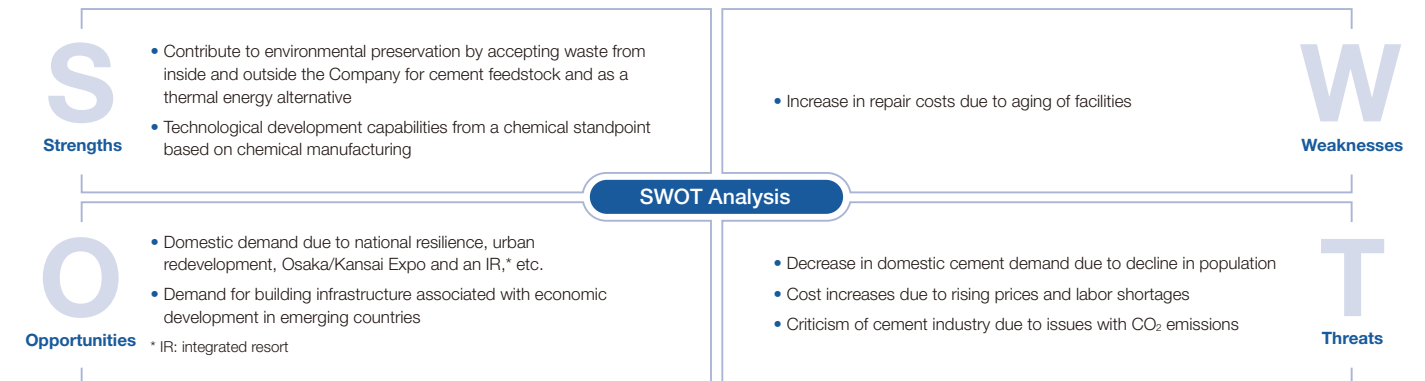 S
Strengths
• Contribute to environmental preservation by accepting waste from
inside and outside the Company for cement feedstock and as a
thermal energy alternative
• Technological development capabilities from a chemical standpoint
based on chemical manufacturing
• Increase in repair costs due to aging of facilities
W
Weaknesses
SWOT Analysis
O
Opportunities
• Domestic demand due to national resilience, urban
redevelopment, Osaka/Kansai Expo and an IR,* etc.
• Demand for building infrastructure associated with economic
development in emerging countries
* IR: integrated resort
• Decrease in domestic cement demand due to decline in population
• Cost increases due to rising prices and labor shortages
• Criticism of cement industry due to issues with CO₂ emissions
T
Threats